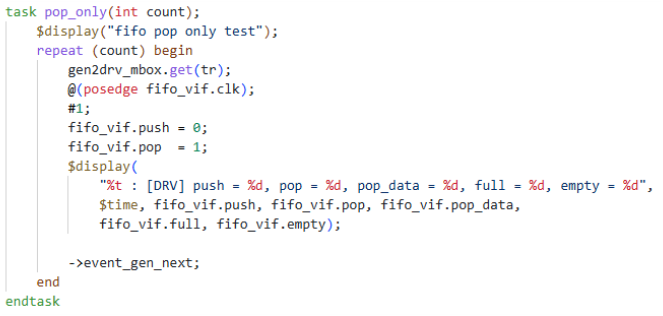 task pop_only(int count);
    $display("fifo pop only test");
    repeat (count) begin
        gen2drv_mbox.get(tr);
        @(posedge fifo_vif.clk);
        #1;
        fifo_vif.push = 0;
        fifo_vif.pop  = 1;
        $display(
            "%t : [DRV] push = %d, pop = %d, pop_data = %d, full = %d, empty = %d",
            $time, fifo_vif.push, fifo_vif.pop, fifo_vif.pop_data,
            fifo_vif.full, fifo_vif.empty);

        ->event_gen_next;
    end
endtask